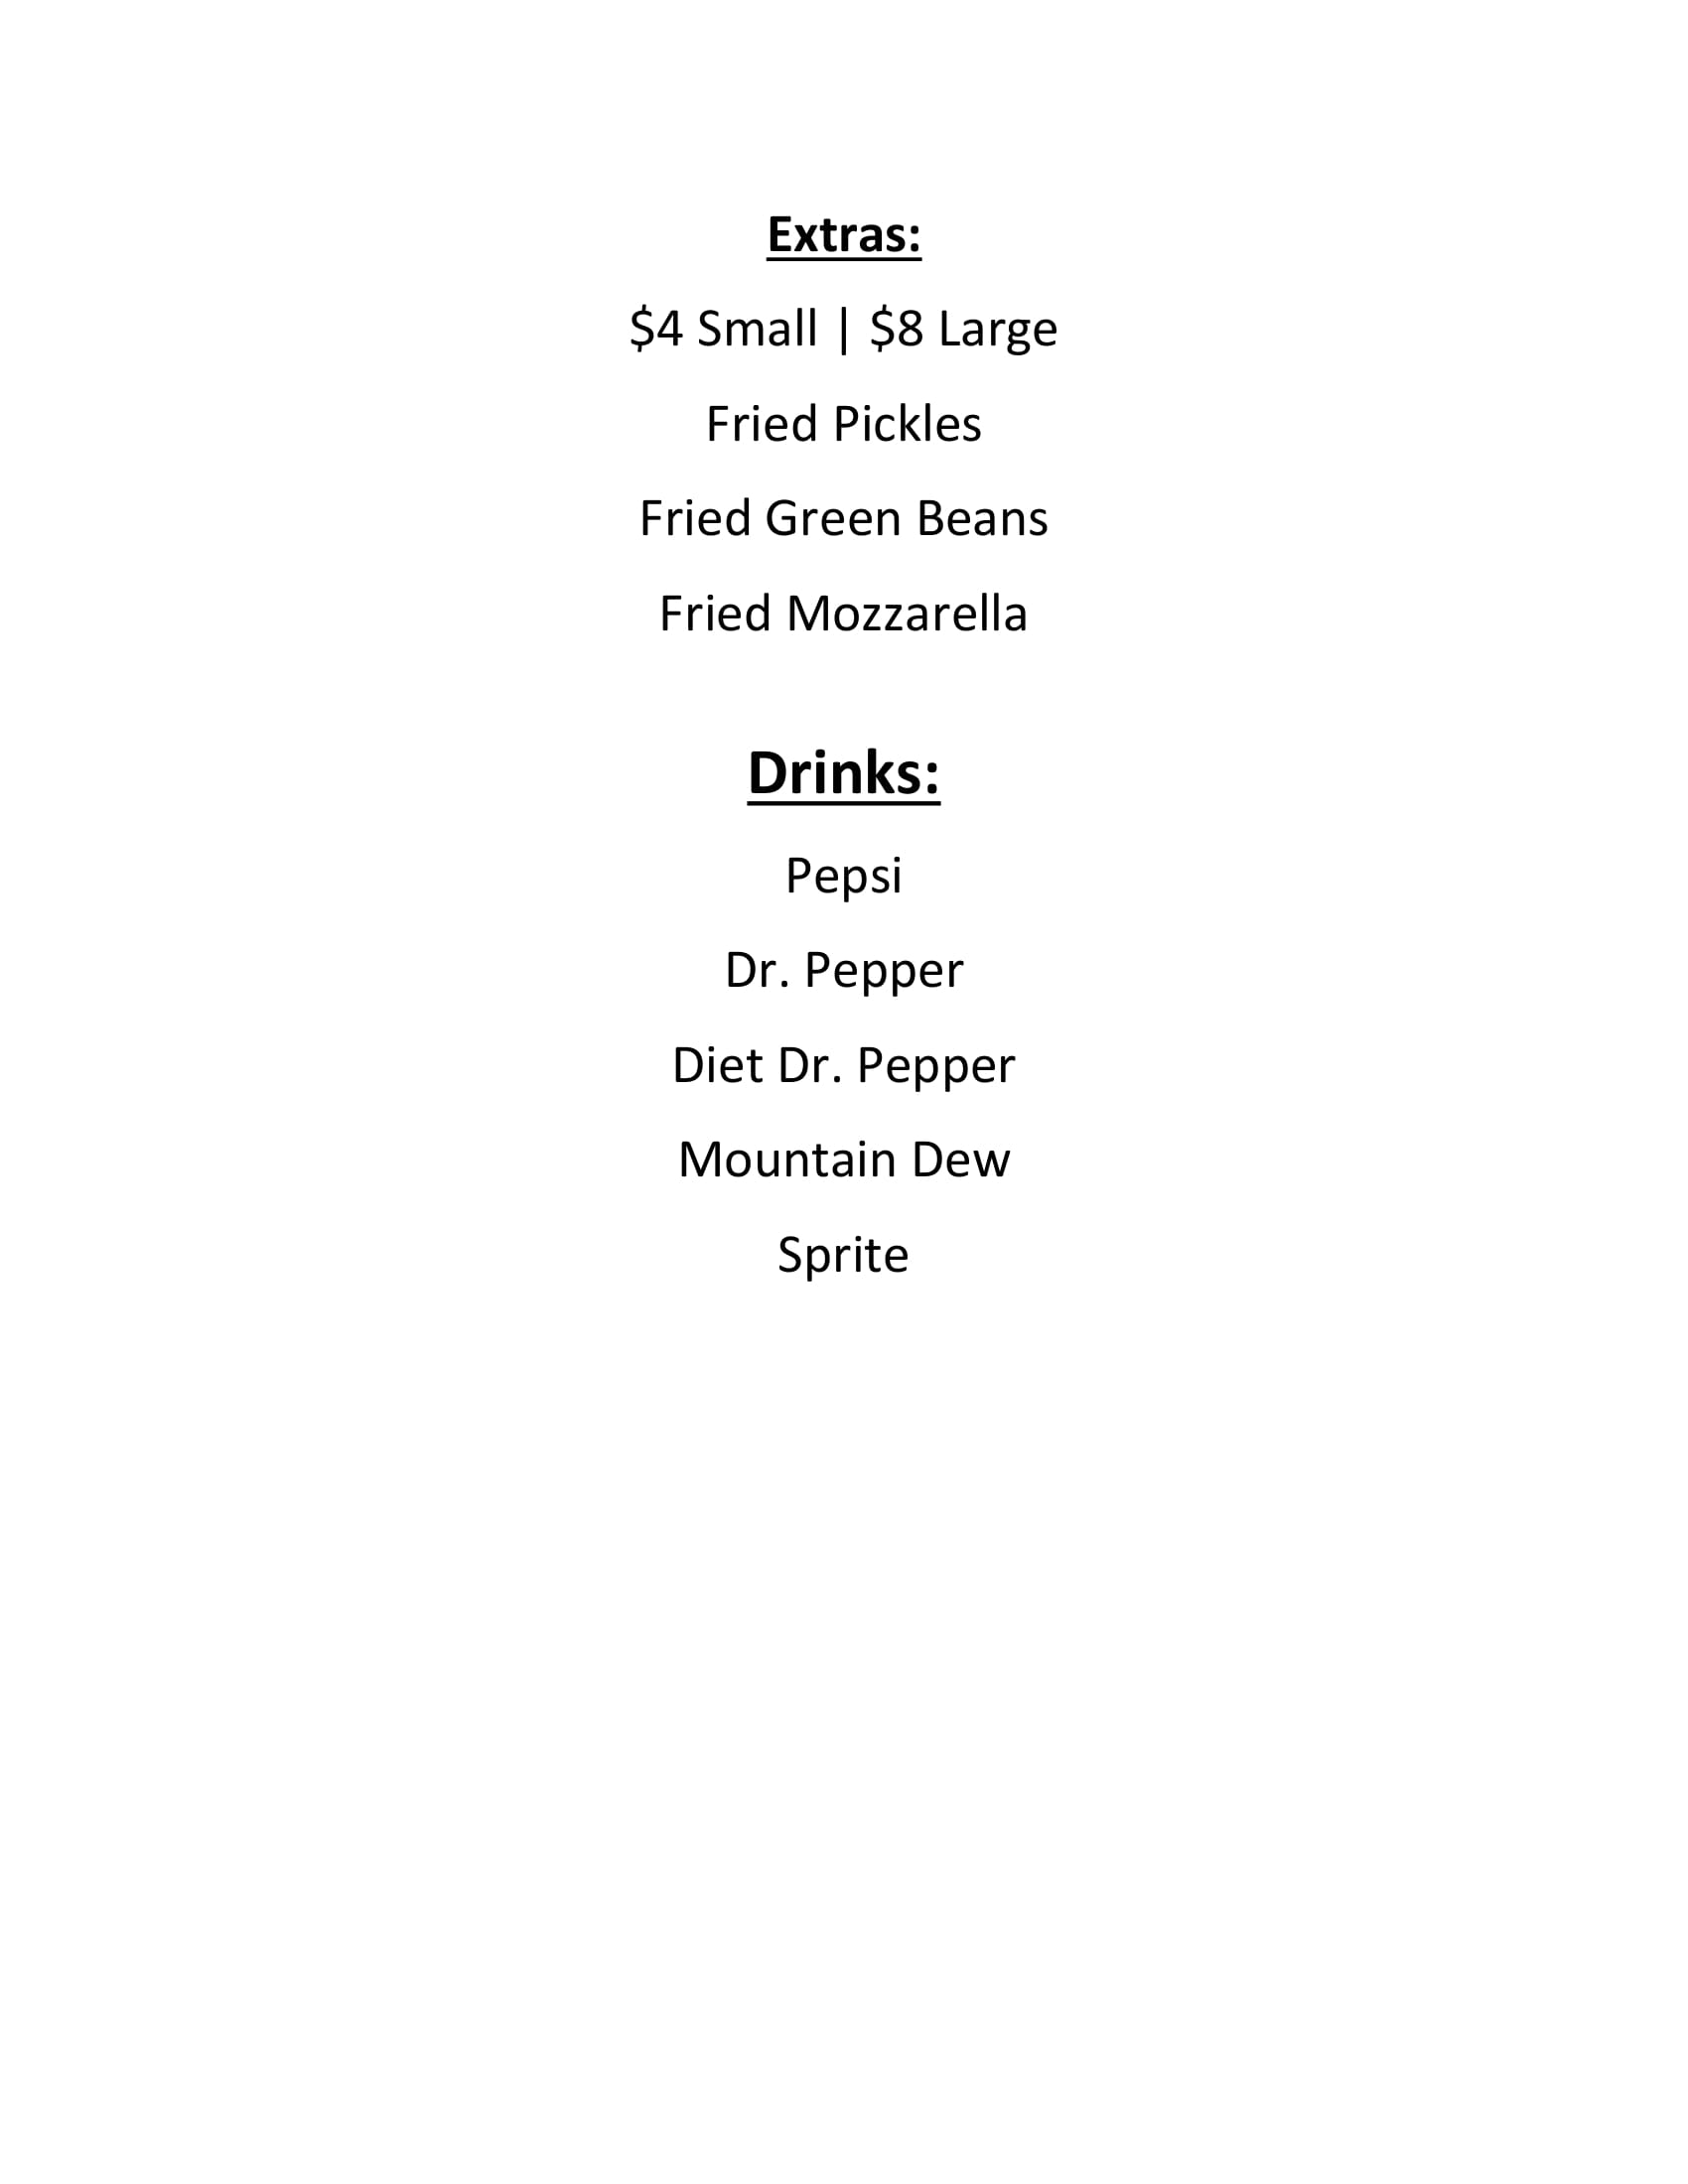 Extras:
$4 Small | $8 Large
Fried Pickles
Fried Green Beans
Fried Mozzarella
Drinks:
Pepsi
Dr. Pepper
Diet Dr. Pepper
Mountain Dew
Sprite